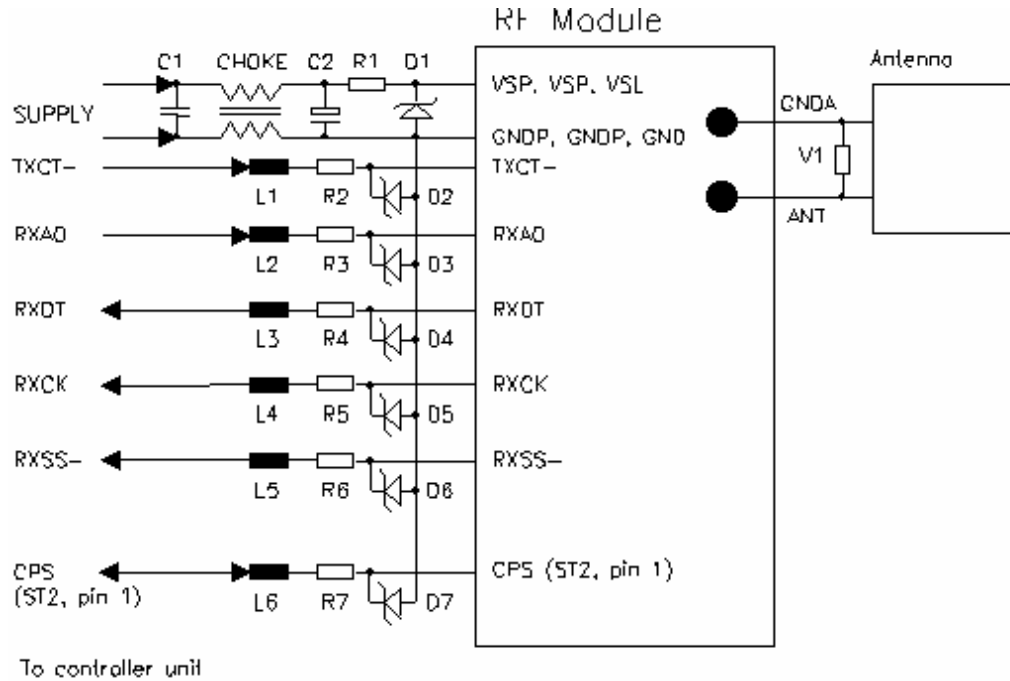 RF Module
C1 CHOKE C2 R1 D1
Antenna
VSP, VSP, VSL
GNDA
SUPPLY
GNDP, GNDP, GND
V1
TXCT- L1 R2 D2 TXCT-
ANT
RXA0 L2 R3 D3 RXA0
RXDT L3 R4 D4 RXDT
RXCK L4 R5 D5 RXCK
RXSS- L5 R6 D6 RXSS-
CPS L6 R7 D7 CPS (ST2, pin 1)
(ST2, pin 1)
To controller unit